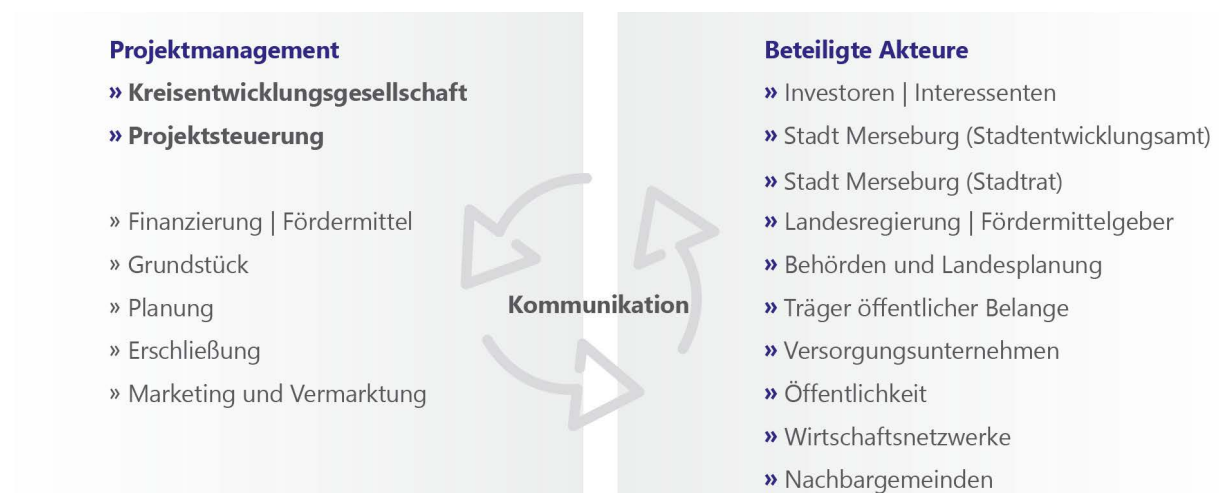 Projektmanagement
» Kreisentwicklungsgesellschaft
» Projektsteuerung
» Finanzierung | Fördermittel
» Grundstück
» Planung
» Erschließung
» Marketing und Vermarktung
Kommunikation
Beteiligte Akteure
» Investoren | Interessenten
» Stadt Merseburg (Stadtentwicklungsamt)
» Stadt Merseburg (Stadtrat)
» Landesregierung | Fördermittelgeber
» Behörden und Landesplanung
» Träger öffentlicher Belange
» Versorgungsunternehmen
» Öffentlichkeit
» Wirtschaftsnetzwerke
» Nachbargemeinden